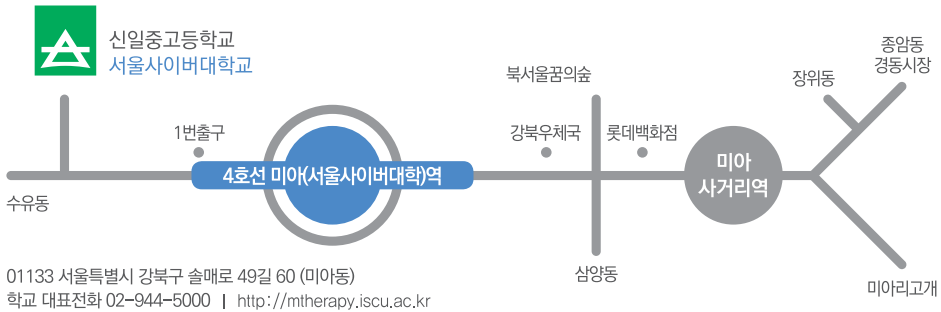 신일중고등학교
서울사이버대학교
종암동
경동시장
북서울꿈의숲
장위동
1번출구
강북우체국
롯데백화점
4호선 미아(서울사이버대학)역
미아
사거리역
수유동
삼양동
미아리고개
01133 서울특별시 강북구 솔매로 49길 60 (미아동)
학교 대표전화 02-944-5000 | http://mtherapy.iscu.ac.kr